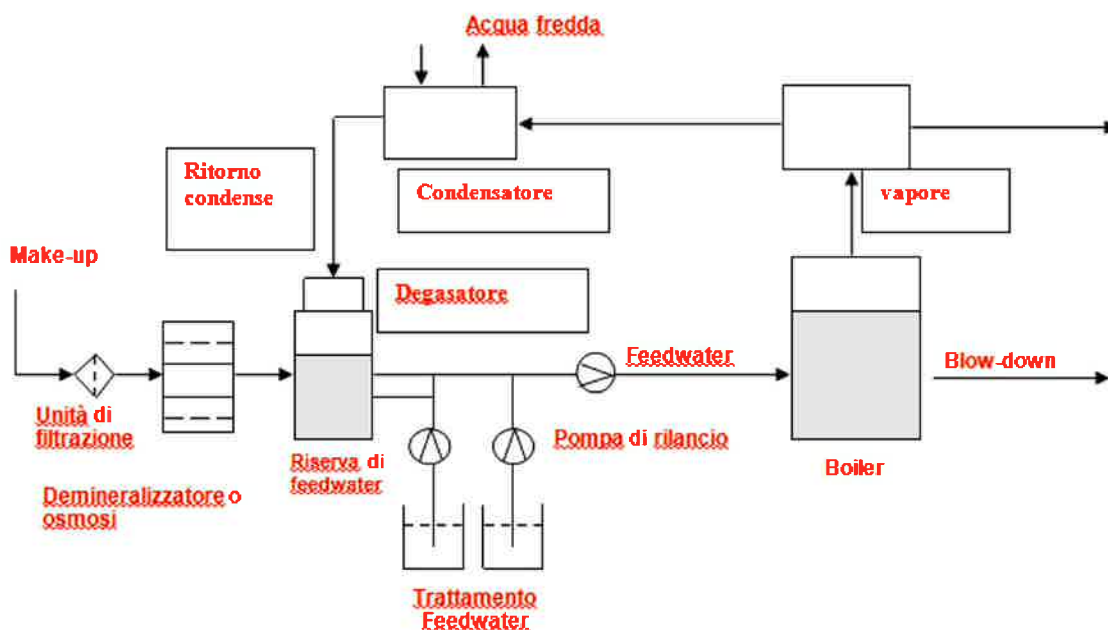 Acqua fredda
Ritorno
condense
Condensatore
vapore
Make-up
Degasatore
Feedwater
Blow-down
Unità di
filtrazione
Pompa di rilancio
Riserva di
feedwater
Boiler
Demineralizzatore o
osmosi
Trattamento
Feedwater